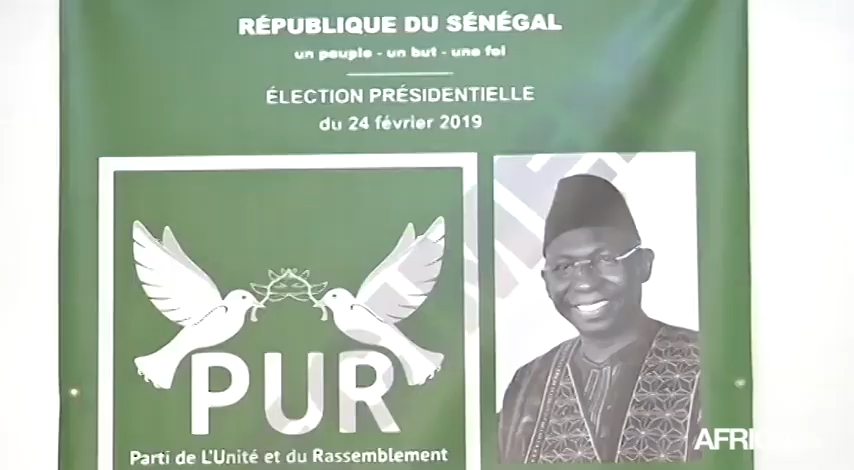 RÉPUBLIQUE DU SÉNÉGAL
un peuple - un but - une foi
ÉLECTION PRÉSIDENTIELLE
du 24 février 2019
PUR
Parti de L'Unité et du Rassemblement